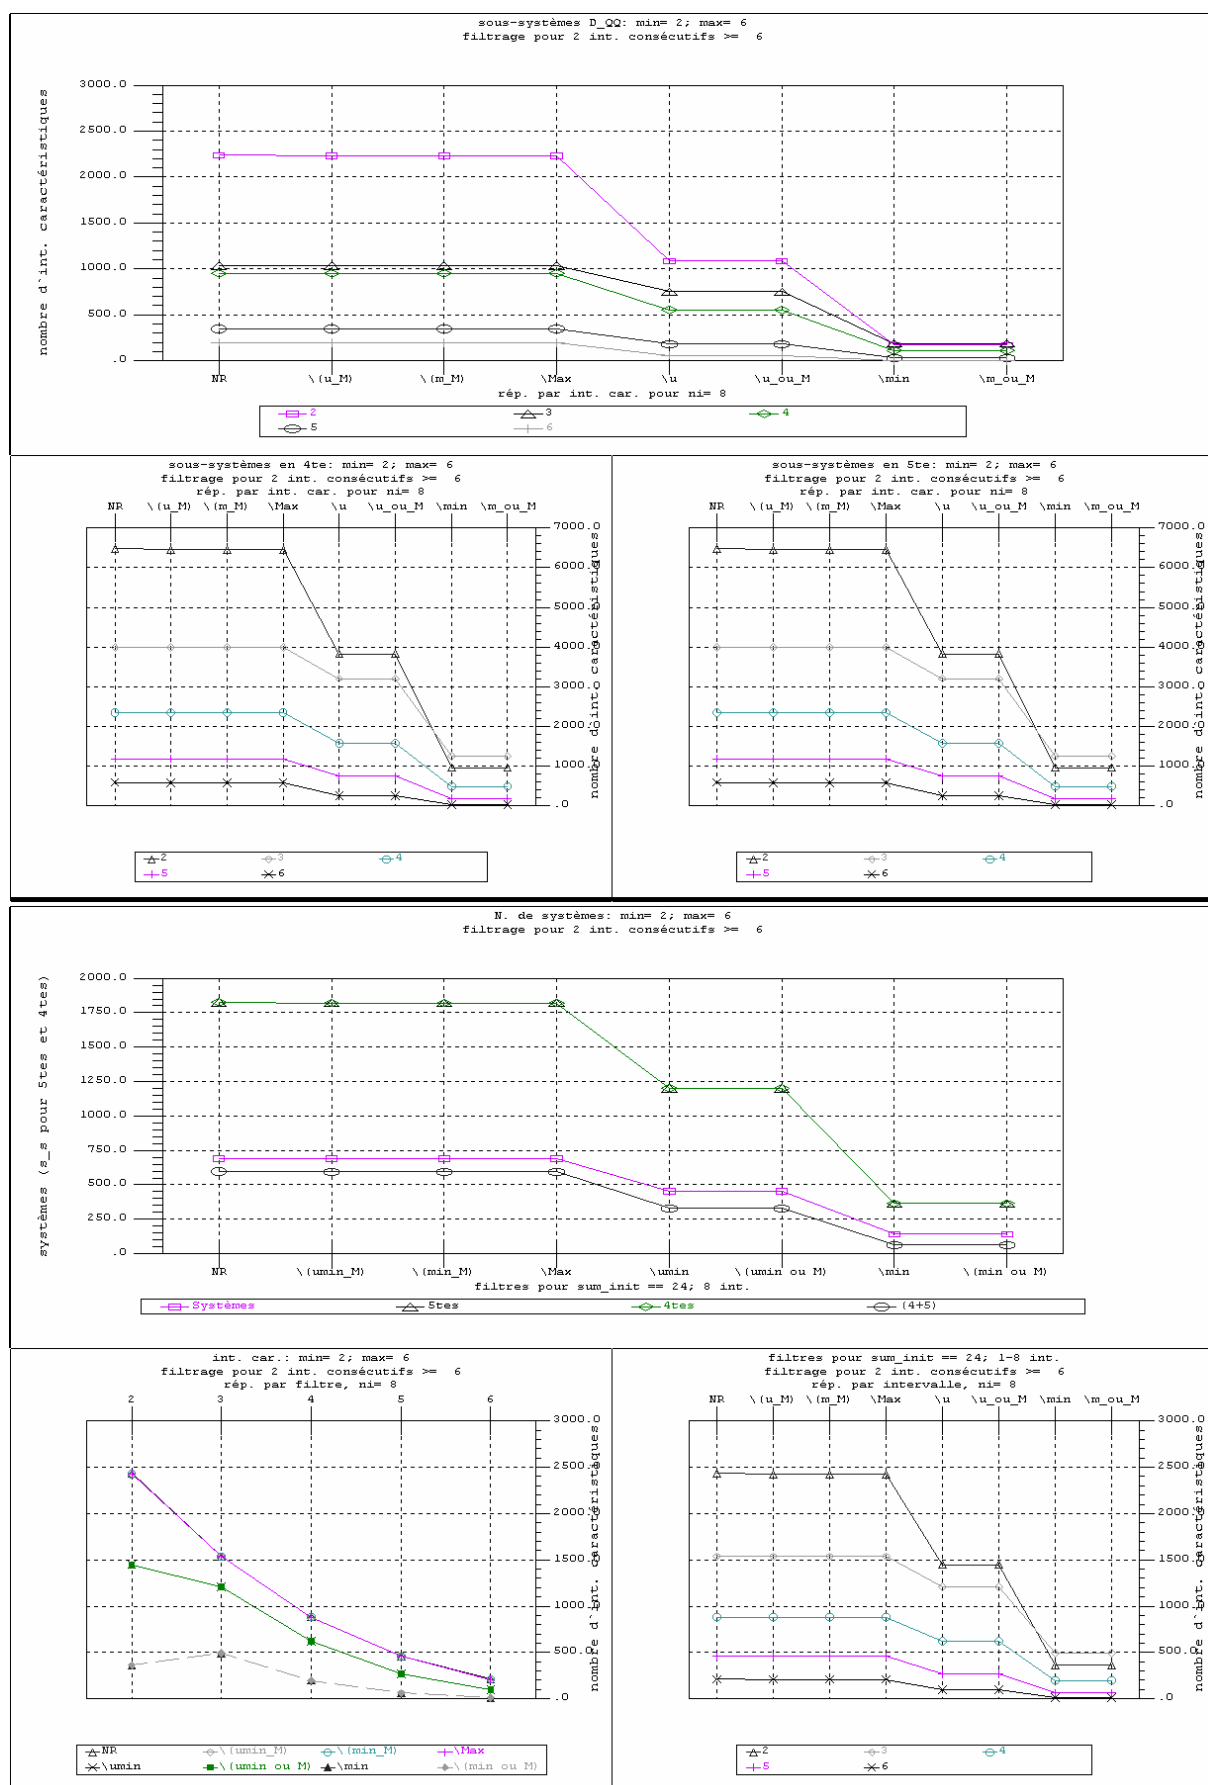 sous-systèmes D_QQ: min= 2; max= 6
filtrage pour 2 int. consécutifs >= 6
nombre d`int. caractéristiques
3000.0
2500.0
2000.0
1500.0
1000.0
500.0
.0
NR \(u_M) \(m_M) \Max \u \u_ou_M \min \m_ou_M
rép. par int. car. pour ni= 8
2 3 4
5 6
sous-systèmes en 4te: min= 2; max= 6
filtrage pour 2 int. consécutifs >= 6
rép. par int. car. pour ni= 8
NR \(u_M) \(m_M) \Max \u \u_ou_M \min \m_ou_M
7000.0
6000.0
5000.0
4000.0
3000.0
2000.0
1000.0
.0
nombre d`int. caractéristiques
2 3 4
5 6
sous-systèmes en 5te: min= 2; max= 6
filtrage pour 2 int. consécutifs >= 6
rép. par int. car. pour ni= 8
NR \(u_M) \(m_M) \Max \u \u_ou_M \min \m_ou_M
7000.0
6000.0
5000.0
4000.0
3000.0
2000.0
1000.0
.0
nombre d`int. caractéristiques
2 3 4
5 6
N. de systèmes: min= 2; max= 6
filtrage pour 2 int. consécutifs >= 6
systèmes (s_s pour 5tes et 4tes)
2000.0
1750.0
1500.0
1250.0
1000.0
750.0
500.0
250.0
.0
NR \(umin_M) \(min_M) \Max \umin \(umin ou M) \min \(min ou M)
filtres pour sum_init == 24; 8 int.
Systèmes 5tes 4tes (4+5)
int. car.: min= 2; max= 6
filtrage pour 2 int. consécutifs >= 6
rép. par filtre, ni= 8
2 3 4 5 6
3000.0
2500.0
2000.0
1500.0
1000.0
500.0
.0
nombre d`int. caractéristiques
NR \(umin_M) \(min_M) \Max
\umin \(umin ou M) \min \(min ou M)
filtres pour sum_init == 24; 1-8 int.
filtrage pour 2 int. consécutifs >= 6
rép. par intervalle, ni= 8
NR \(u_M) \(m_M) \Max \u \u_ou_M \min \m_ou_M
3000.0
2500.0
2000.0
1500.0
1000.0
500.0
.0
nombre d`int. caractéristiques
2 3 4
5 6